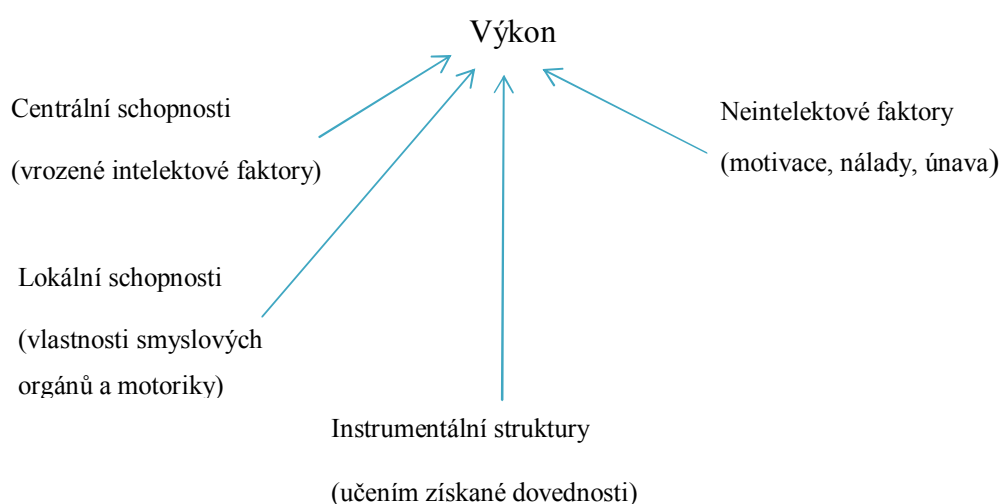 Výkon
Centrální schopnosti
(vrozené intelektové faktory)
Neintelektové faktory
(motivace, nálady, únava)
Lokální schopnosti
(vlastnosti smyslových
orgánů a motoriky)
Instrumentální struktury
(učením získané dovednosti)